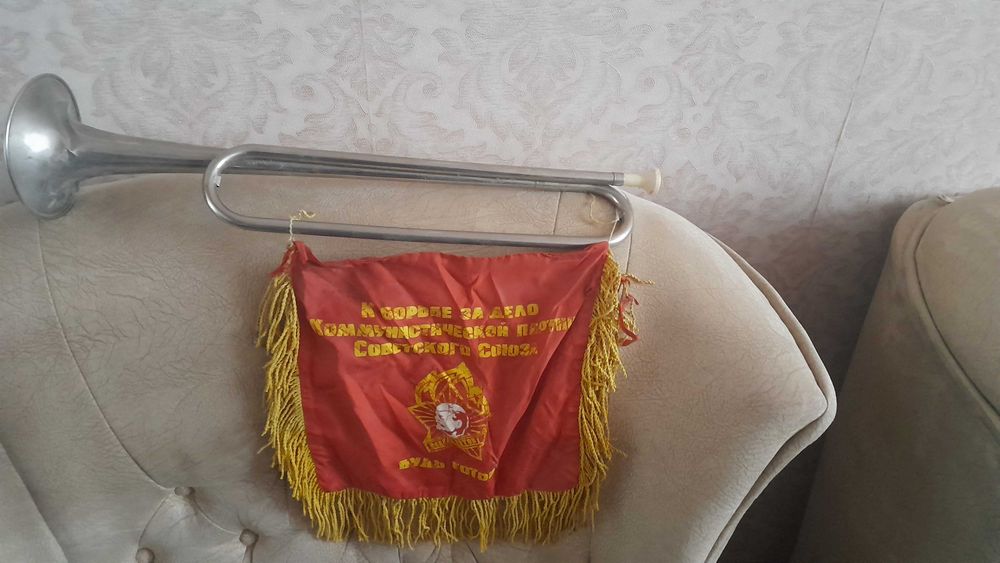 К БОРЬБЕ ЗА ДЕЛО
КОММУНИСТИЧЕСКОЙ ПАРТИИ
СОВЕТСКОГО СОЮЗА
БУДЬ ГОТОВ